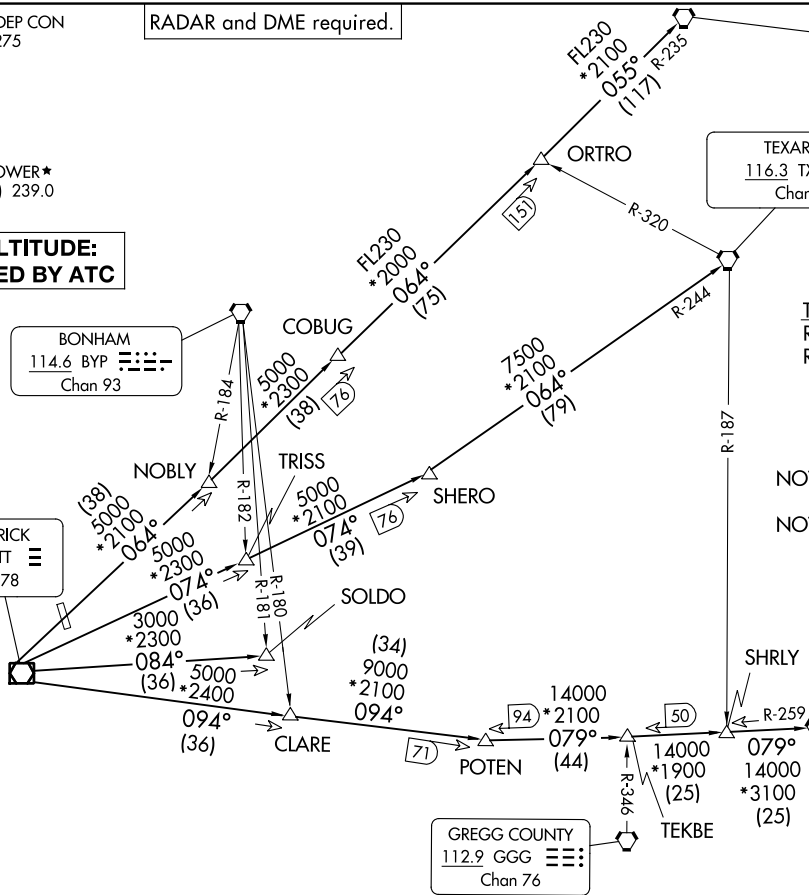 DEP CON
275
RADAR and DME required.
FL230
*2100
055°
(117)
R-235
OWER★
) 239.0
ORTRO
151
TEXAR
116.3 TX
Chan
R-320
LTITUDE:
ED BY ATC
FL230
*2000
064°
(75)
R-244
BONHAM
114.6 BYP
Chan 93
COBUG
T
R
R
5000
*2300
(38)
76
7500
*2100
064°
(79)
R-184
R-187
NOBLY
R-182
TRISS
SHERO
NO
NO
(38)
5000
*2100
064°
5000
*2100
074°
(39)
76
RICK
TT
78
5000
*2300
074°
(36)
R-181
R-180
SOLDO
3000
*2300
084°
(36)
5000
*2400
094°
(36)
CLARE
(34)
9000
*2100
094°
71
POTEN
94
14000
*2100
079°
(44)
50
SHRLY
R-259
14000
*1900
(25)
079°
14000
*3100
(25)
R-346
TEKBE
GREGG COUNTY
112.9 GGG
Chan 76